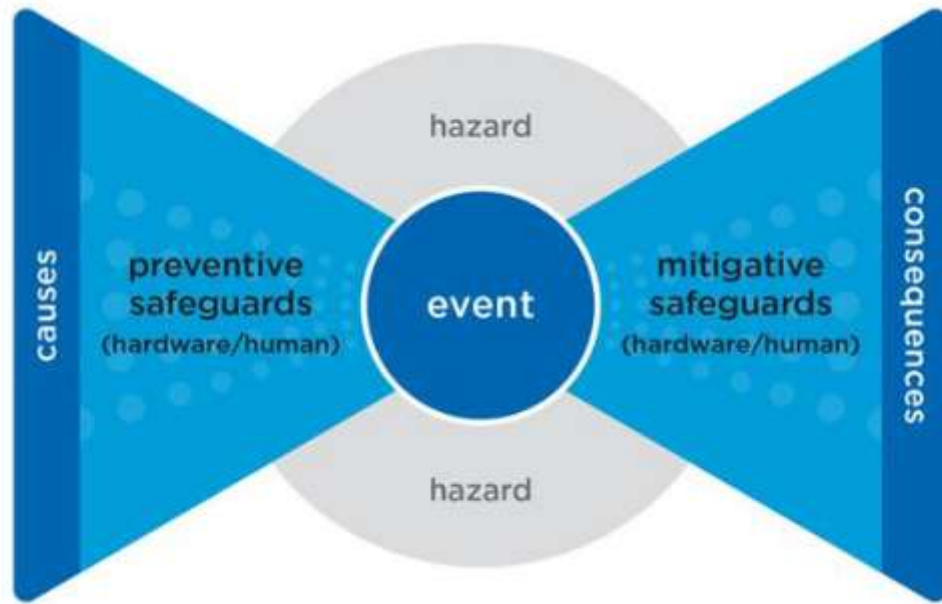 hazard
causes
preventive
safeguards
(hardware/human)
event
mitigative
safeguards
(hardware/human)
consequences
hazard